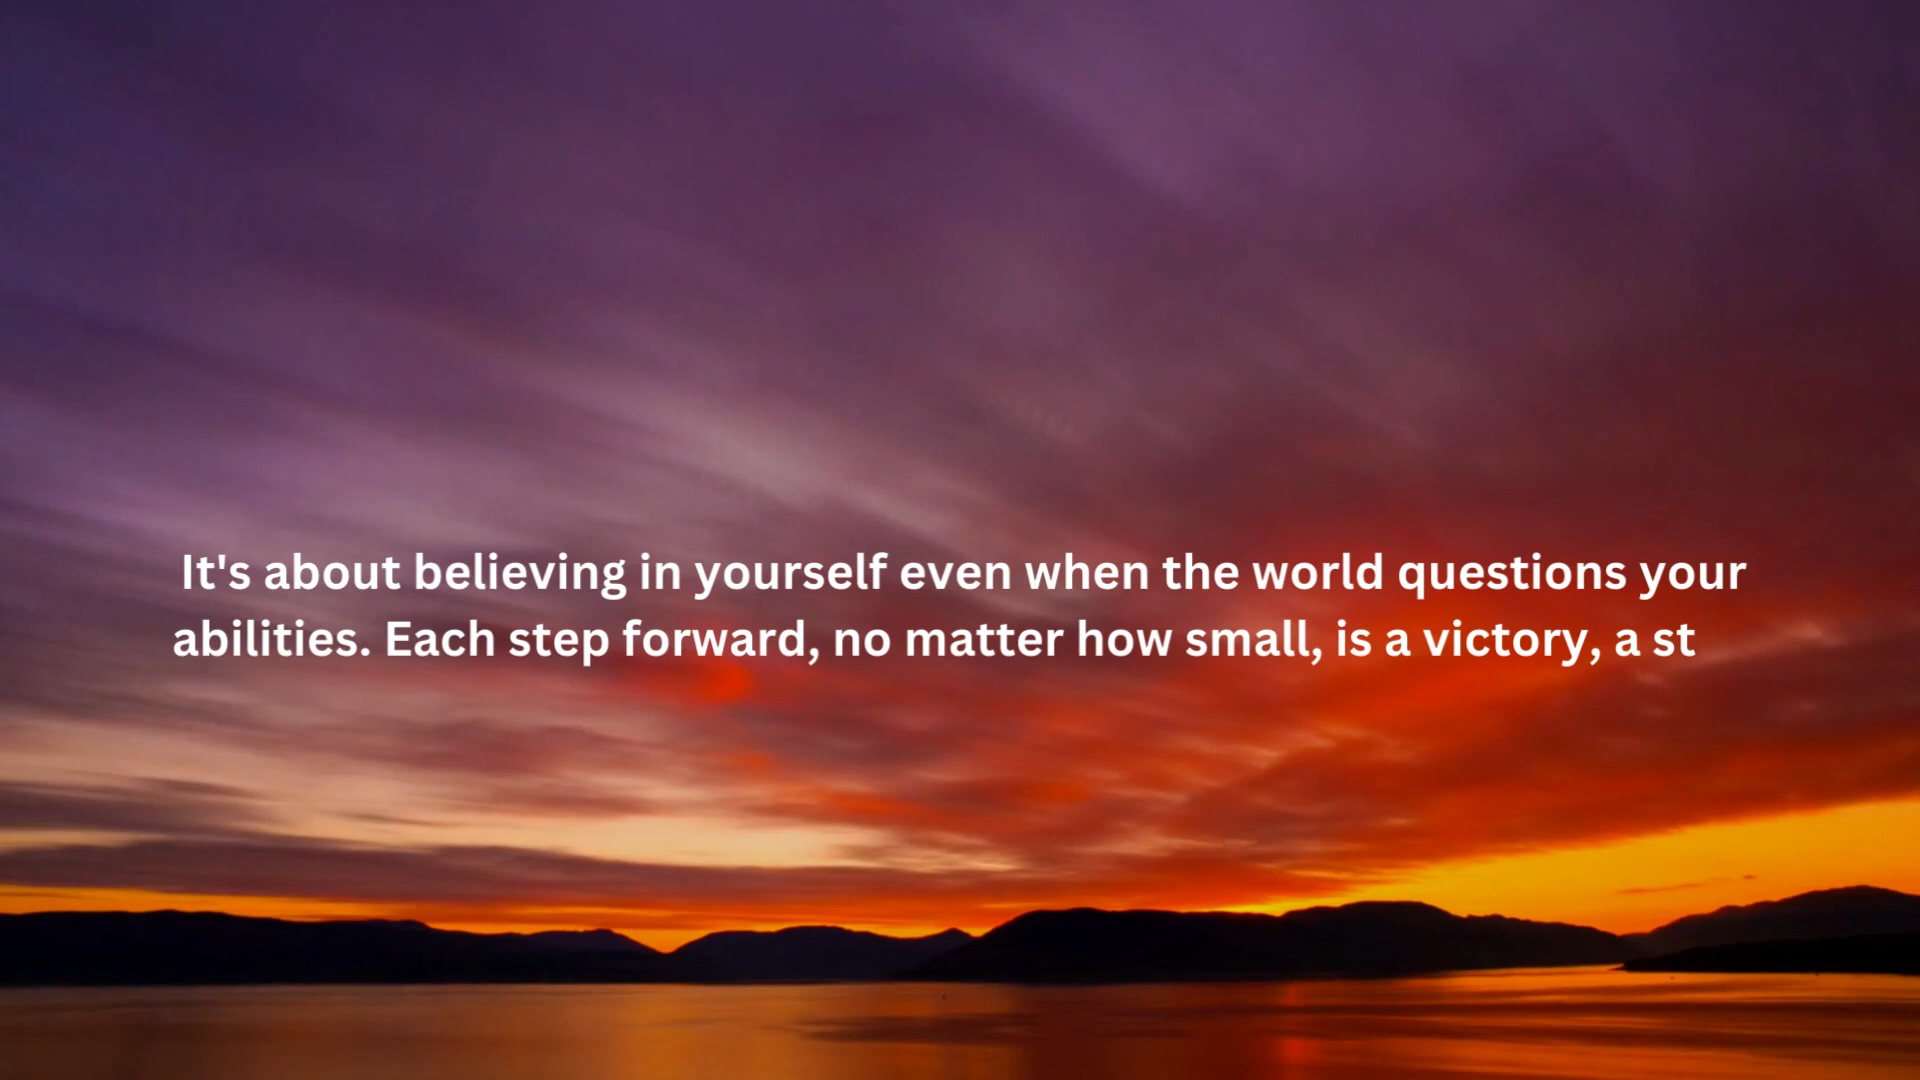 It's about believing in yourself even when the world questions your
abilities. Each step forward, no matter how small, is a victory, a st